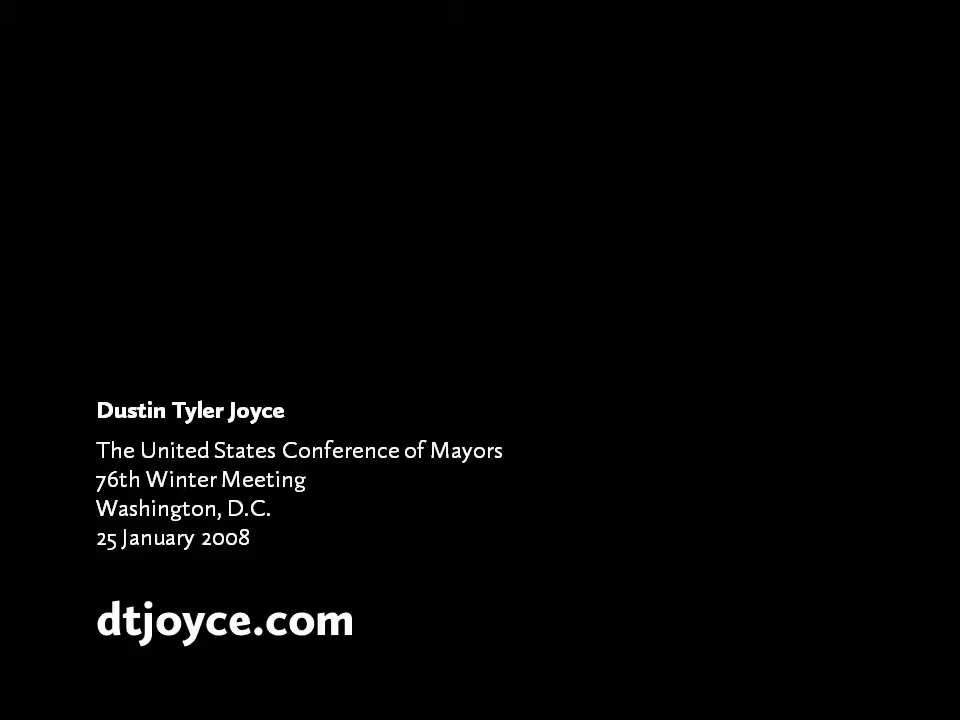 Dustin Tyler Joyce
The United States Conference of Mayors
76th Winter Meeting
Washington, D.C.
25 January 2008
dtjoyce.com